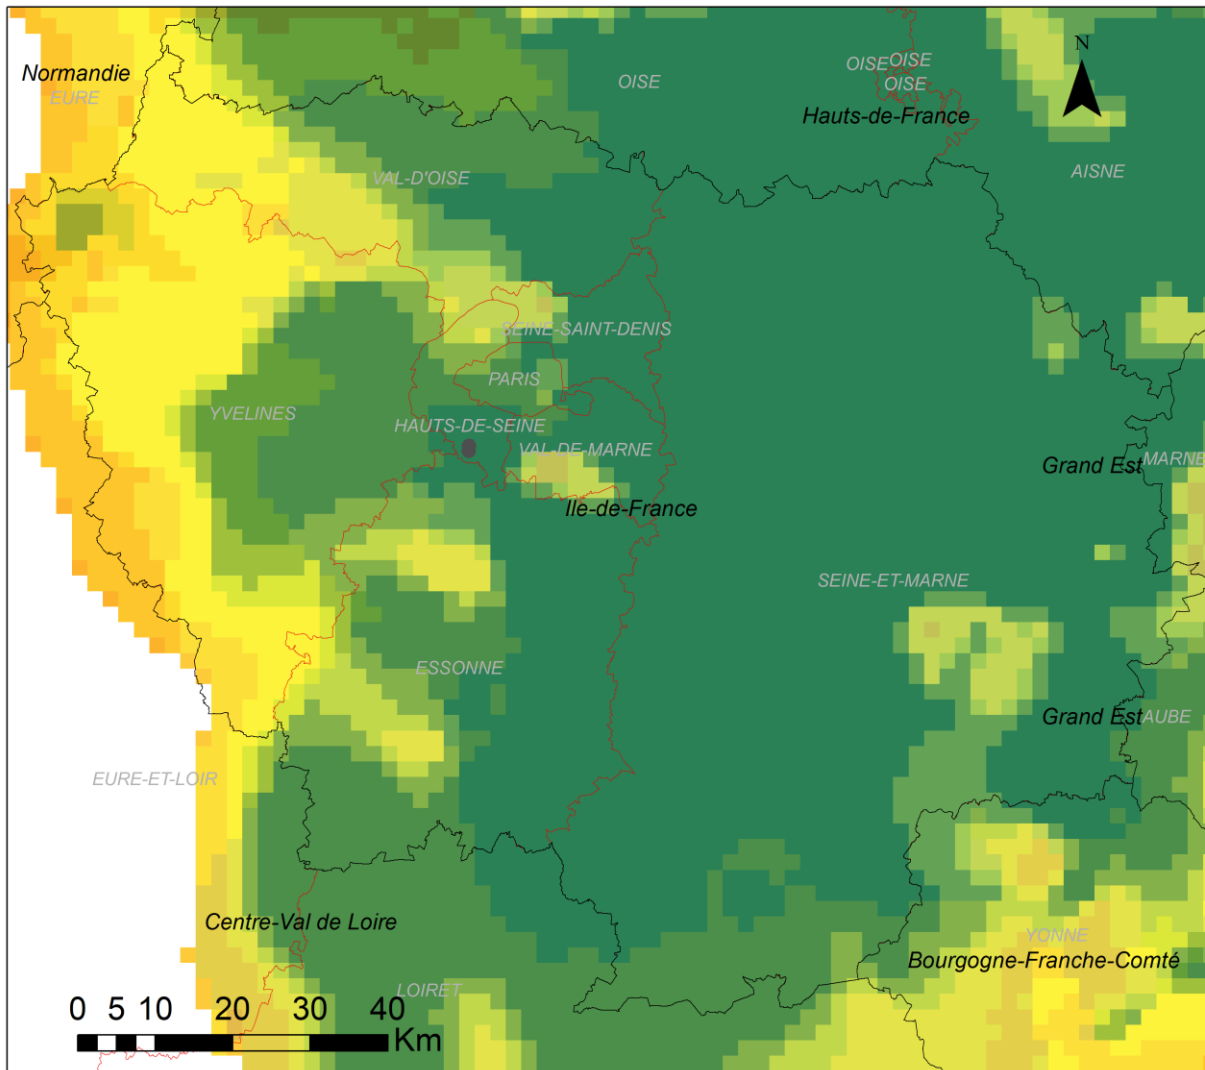 N
Normandie
EURE
OISE
OISE
OISE
OISE
Hauts-de-France
AISNE
VAL-D'OISE
SEINE-SAINT-DENIS
PARIS
YVELINES
HAUTS-DE-SEINE
VAL-DE-MARNE
Grand Est
MARNE
Ile-de-France
SEINE-ET-MARNE
ESSONNE
Grand Est
AUBE
EURE-ET-LOIR
Centre-Val de Loire
YONNE
Bourgogne-Franche-Comté
LOIRET
0 5 10 20 30 40
Km